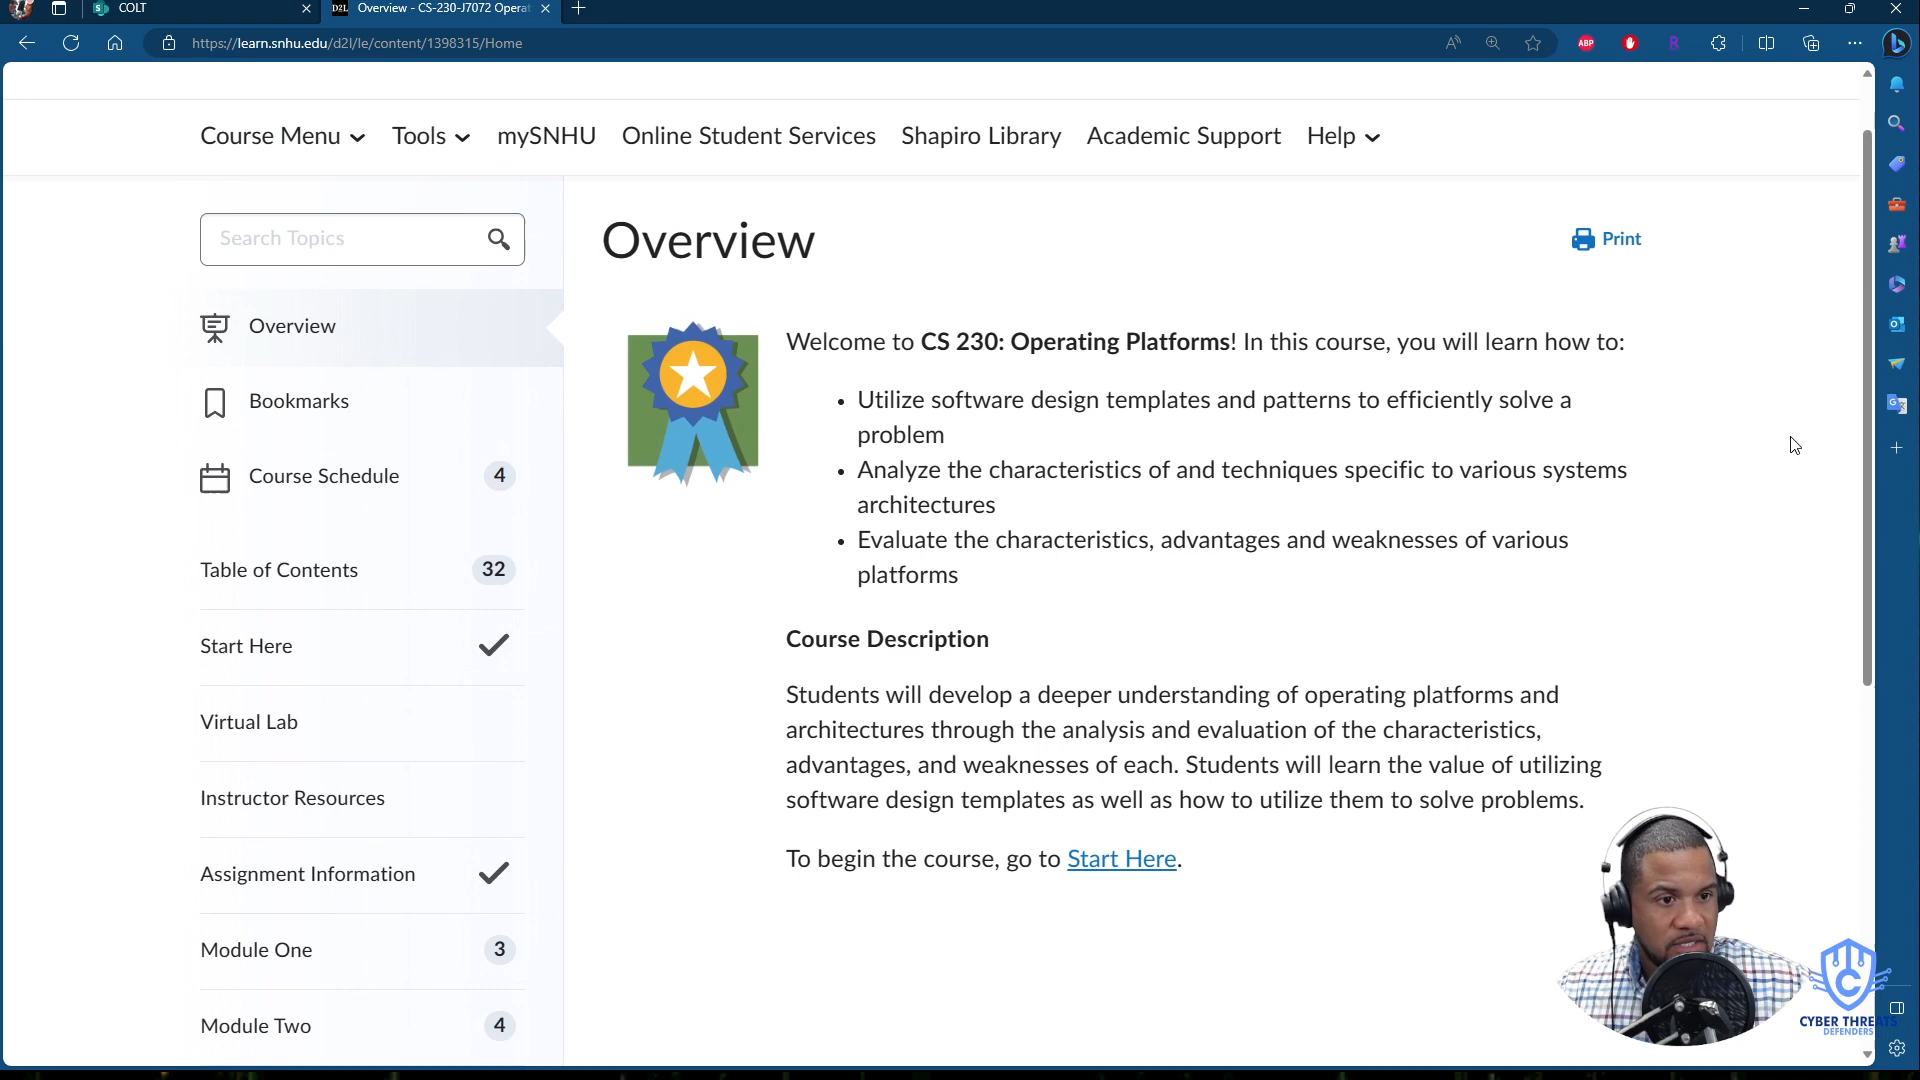 COLT
D2L Overview - CS-230-J7072 Opera
https://learn.snhu.edu/d2l/le/content/1398315/Home
ABP
Course Menu Tools mySNHU Online Student Services Shapiro Library Academic Support Help
Search Topics
Overview
Bookmarks
Course Schedule 4
Table of Contents 32
Start Here
Virtual Lab
Instructor Resources
Assignment Information
Module One 3
Module Two 4
Overview
Print
Welcome to CS 230: Operating Platforms! In this course, you will learn how to:
• Utilize software design templates and patterns to efficiently solve a
problem
• Analyze the characteristics of and techniques specific to various systems
architectures
• Evaluate the characteristics, advantages and weaknesses of various
platforms
Course Description
Students will develop a deeper understanding of operating platforms and
architectures through the analysis and evaluation of the characteristics,
advantages, and weaknesses of each. Students will learn the value of utilizing
software design templates as well as how to utilize them to solve problems.
To begin the course, go to Start Here.
CYBER THREATS
DEFENDERS